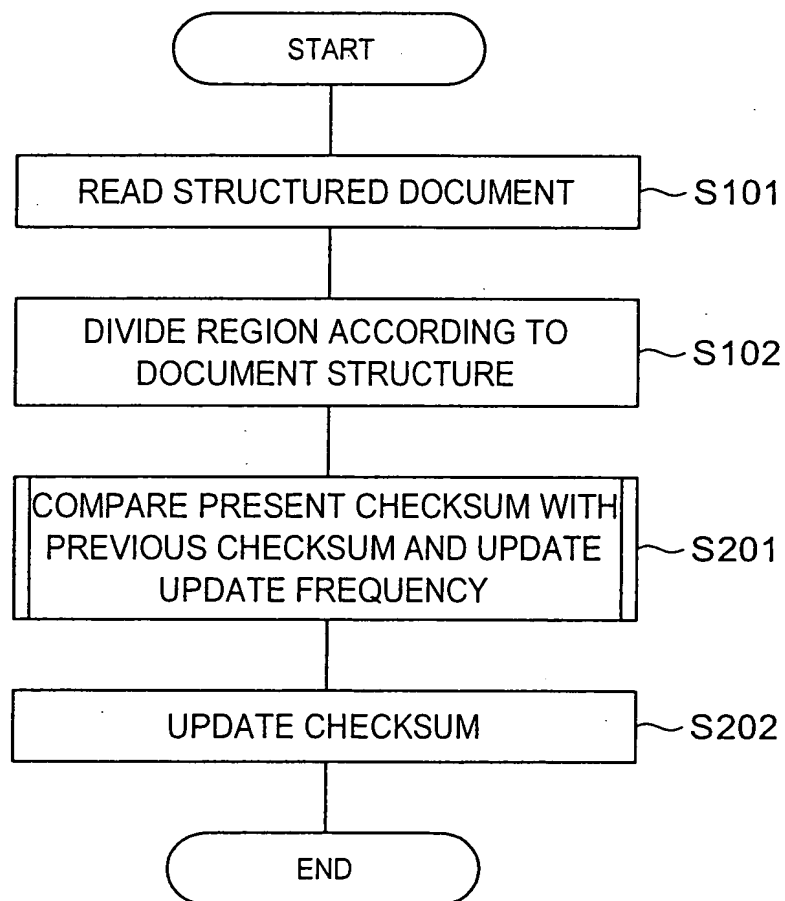 START
READ STRUCTURED DOCUMENT
S101
DIVIDE REGION ACCORDING TO
DOCUMENT STRUCTURE
S102
COMPARE PRESENT CHECKSUM WITH
PREVIOUS CHECKSUM AND UPDATE
UPDATE FREQUENCY
S201
UPDATE CHECKSUM
S202
END